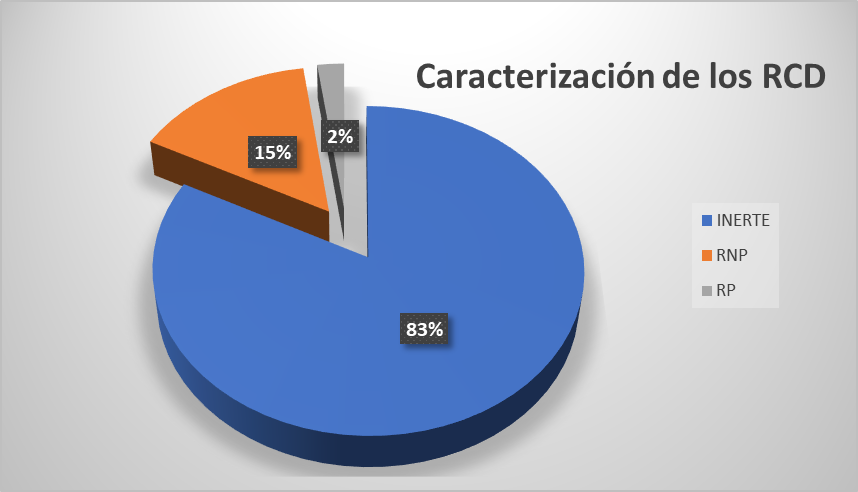 Caracterización de los RCD
15%
2%
83%
INERTE
RNP
RP